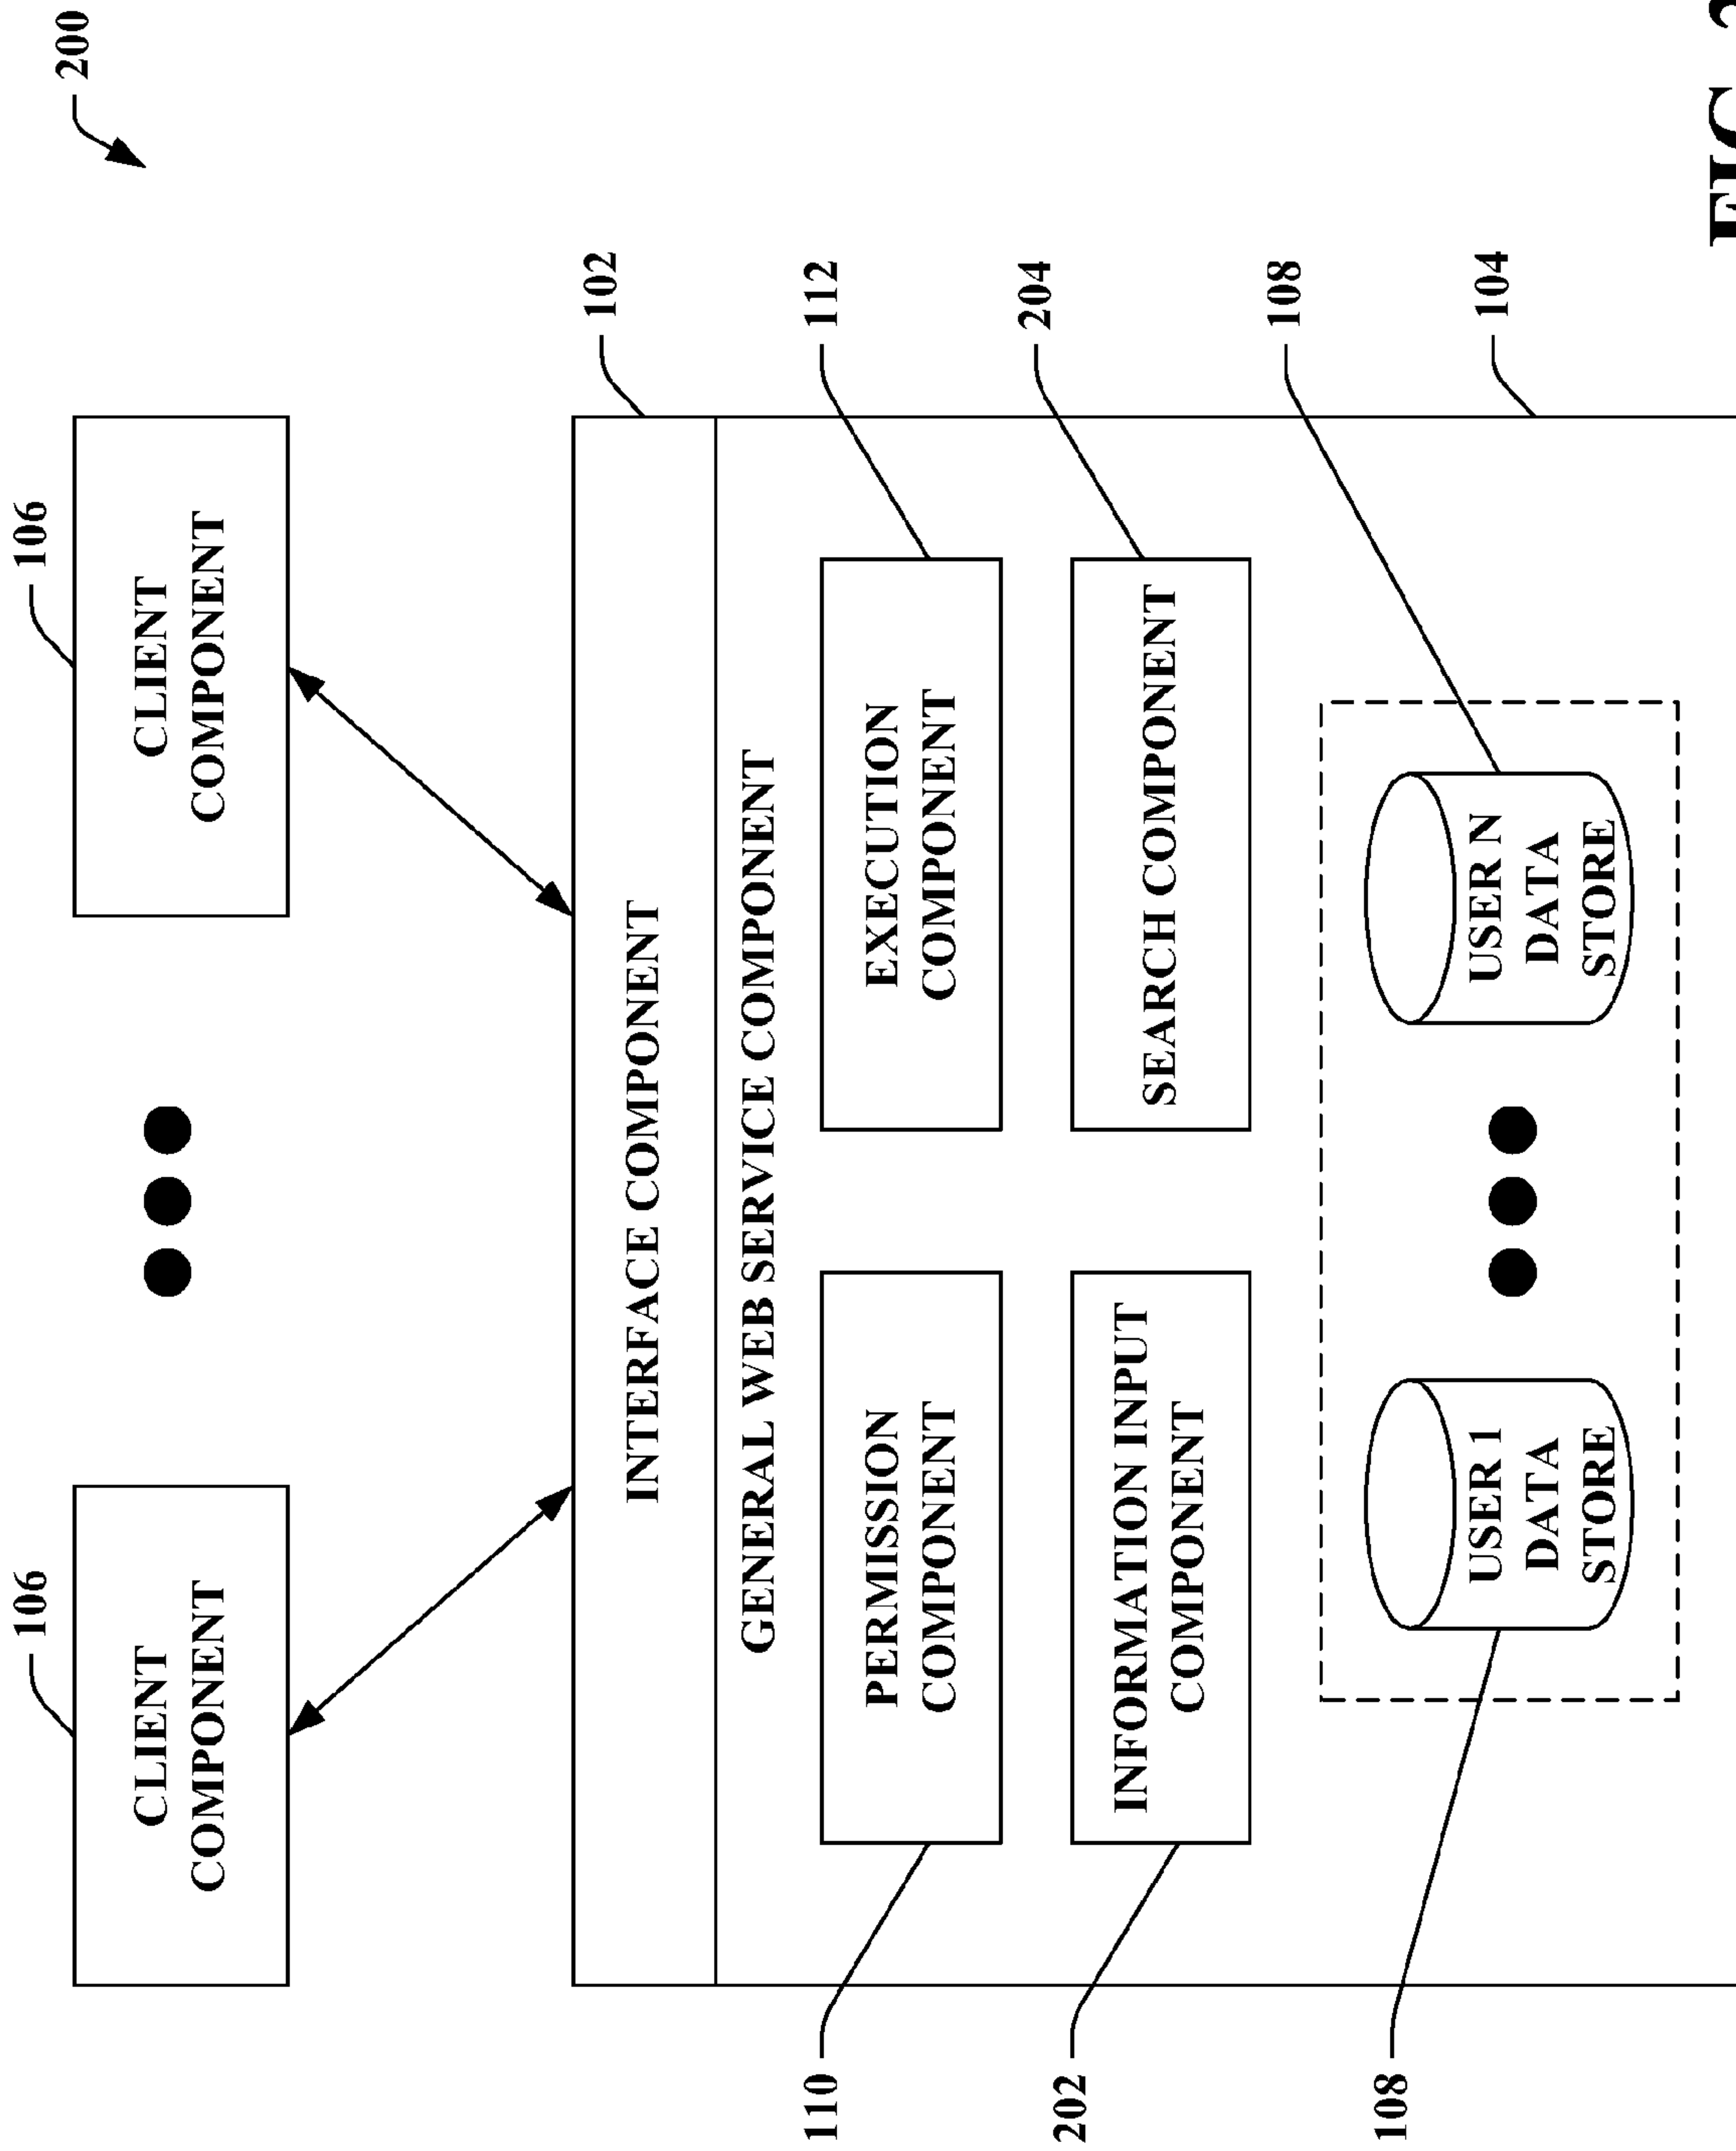 200
106
106
CLIENT
COMPONENT
CLIENT
COMPONENT
102
INTERFACE COMPONENT
GENERAL WEB SERVICE COMPONENT
110
PERMISSION
COMPONENT
EXECUTION
COMPONENT
112
202
INFORMATION INPUT
COMPONENT
SEARCH COMPONENT
204
108
108
USER 1
DATA
STORE
USER N
DATA
STORE
104